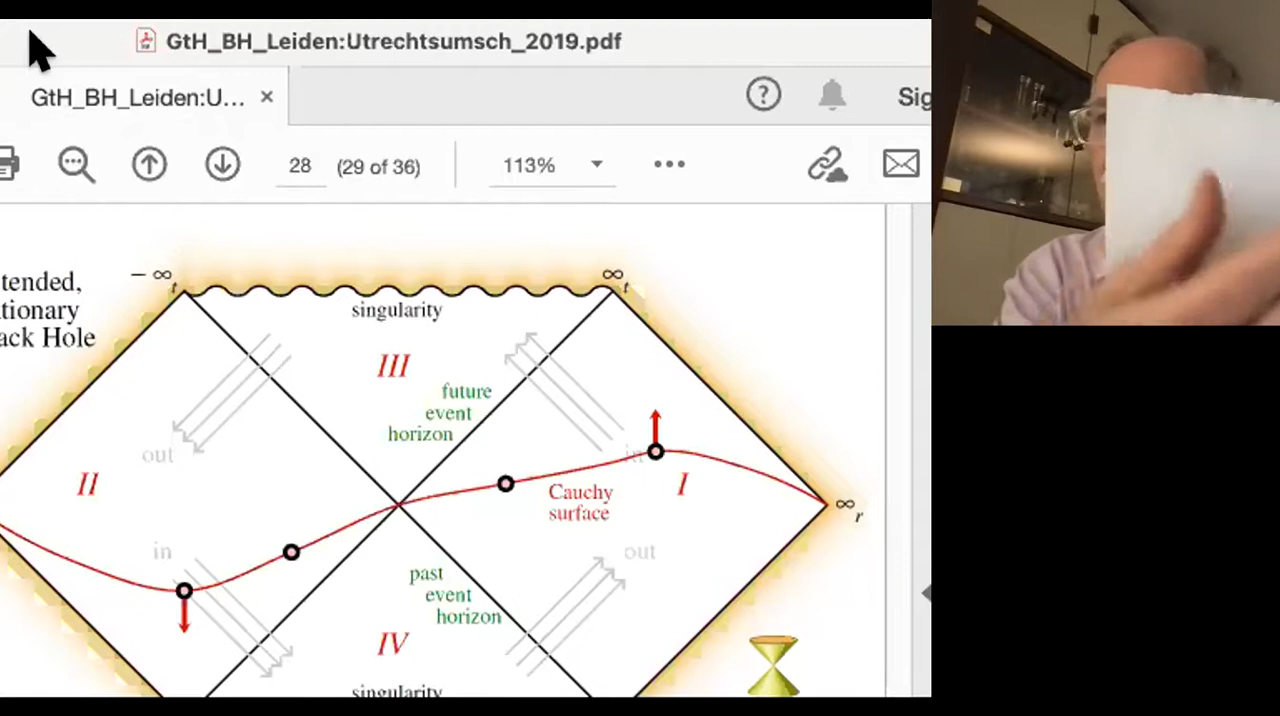 GtH_BH_Leiden:Utrechtsumsch_2019.pdf
GtH_BH_Leiden:U... ×
?
Sig
28 (29 of 36) 113%
tended,
tionary
ack Hole
− ∞ t
∞ t
singularity
III
future
event
horizon
out
in
II
I
Cauchy
surface
∞ r
in
out
past
event
horizon
IV
singularity